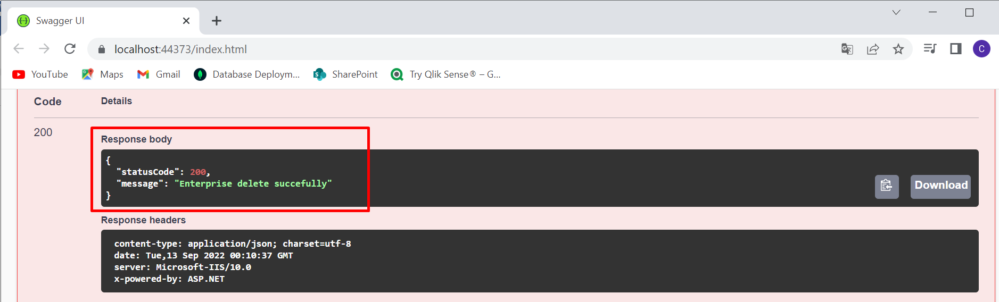 Swagger UI
localhost:44373/index.html
C
YouTube Maps Gmail Database Deploym... SharePoint Try Qlik Sense® – G...
Code Details
200
Response body
{
"statusCode": 200,
"message": "Enterprise delete succefully"
}
Download
Response headers
content-type: application/json; charset=utf-8
date: Tue,13 Sep 2022 00:10:37 GMT
server: Microsoft-IIS/10.0
x-powered-by: ASP.NET